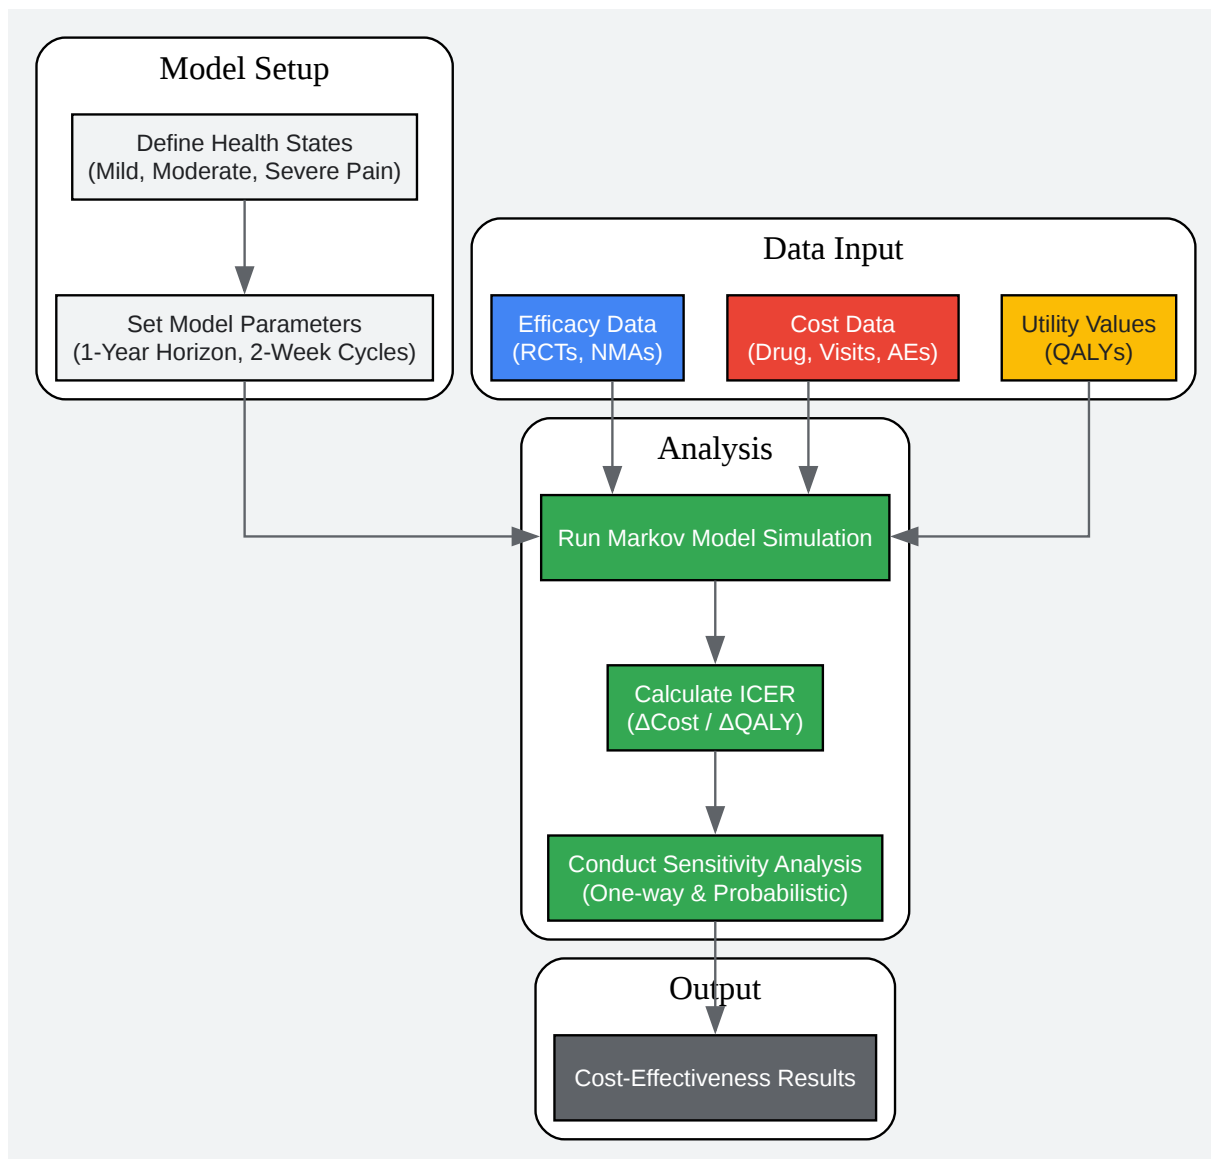 Model Setup
Define Health States
(Mild, Moderate, Severe Pain)
Set Model Parameters
(1-Year Horizon, 2-Week Cycles)
Data Input
Efficacy Data
(RCTs, NMAs)
Cost Data
(Drug, Visits, AEs)
Utility Values
(QALYs)
Analysis
Run Markov Model Simulation
Calculate ICER
(ΔCost / ΔQALY)
Conduct Sensitivity Analysis
(One-way & Probabilistic)
Output
Cost-Effectiveness Results